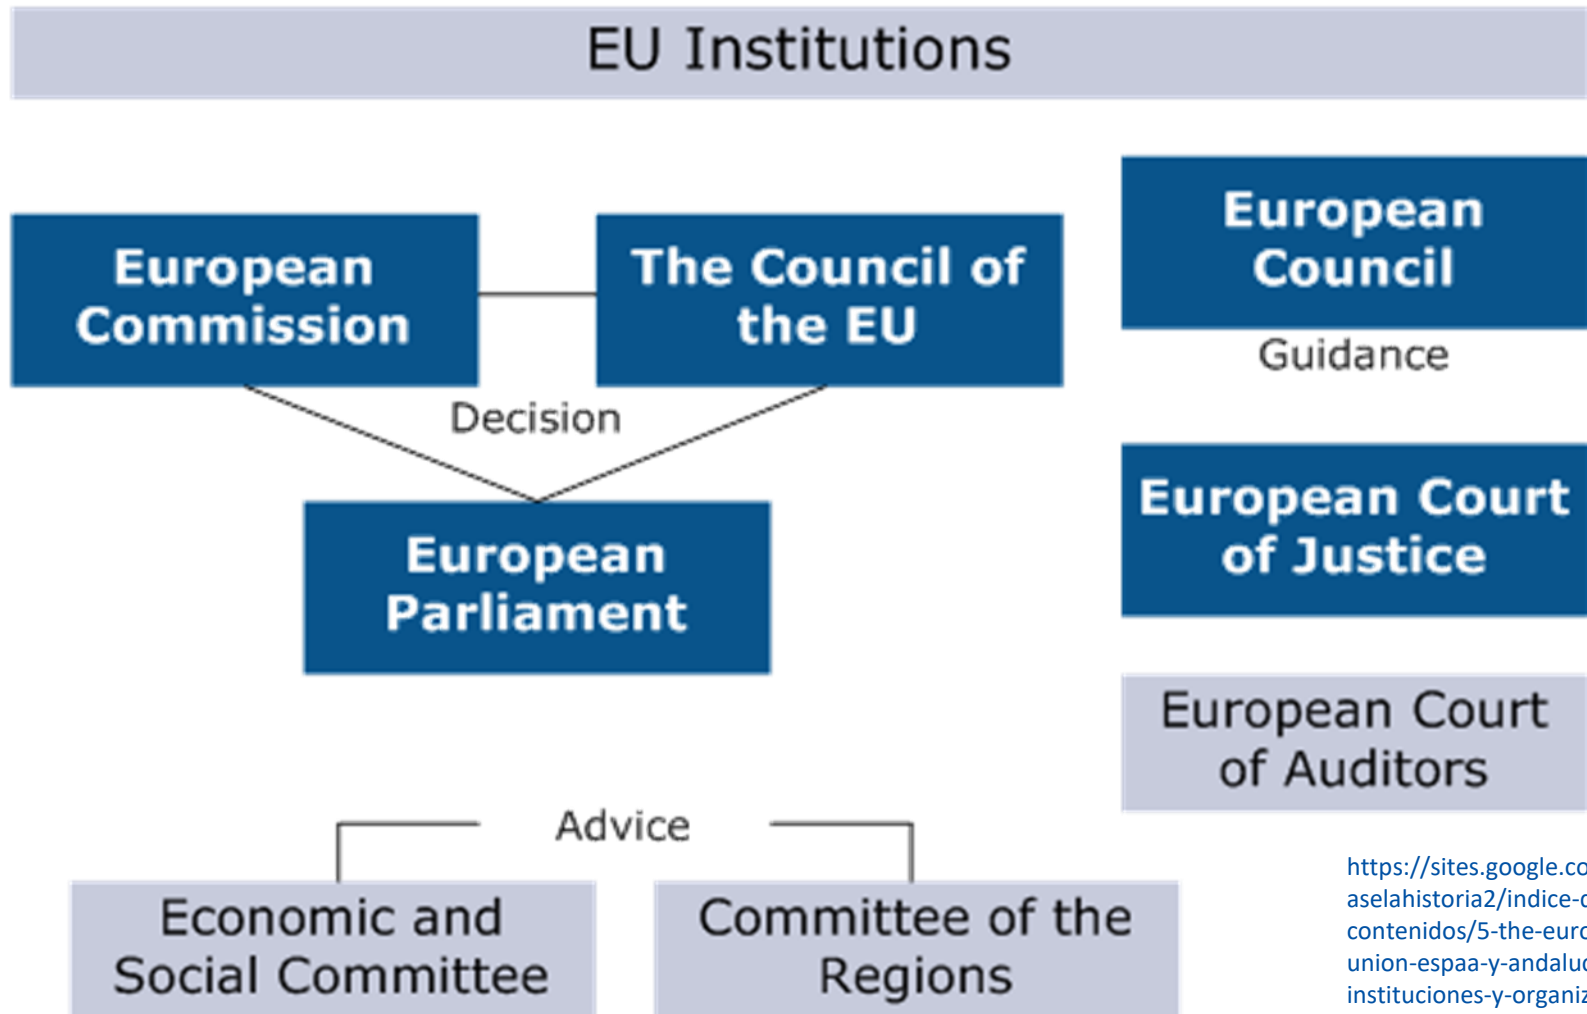 EU Institutions
European
Commission
The Council of
the EU
European
Council
Guidance
Decision
European
Parliament
European Court
of Justice
European Court
of Auditors
Advice
Economic and
Social Committee
Committee of the
Regions
https://sites.google.co
aselahistoria2/indice-d
contenidos/5-the-euro
union-espaa-y-andaluc
instituciones-y-organiz